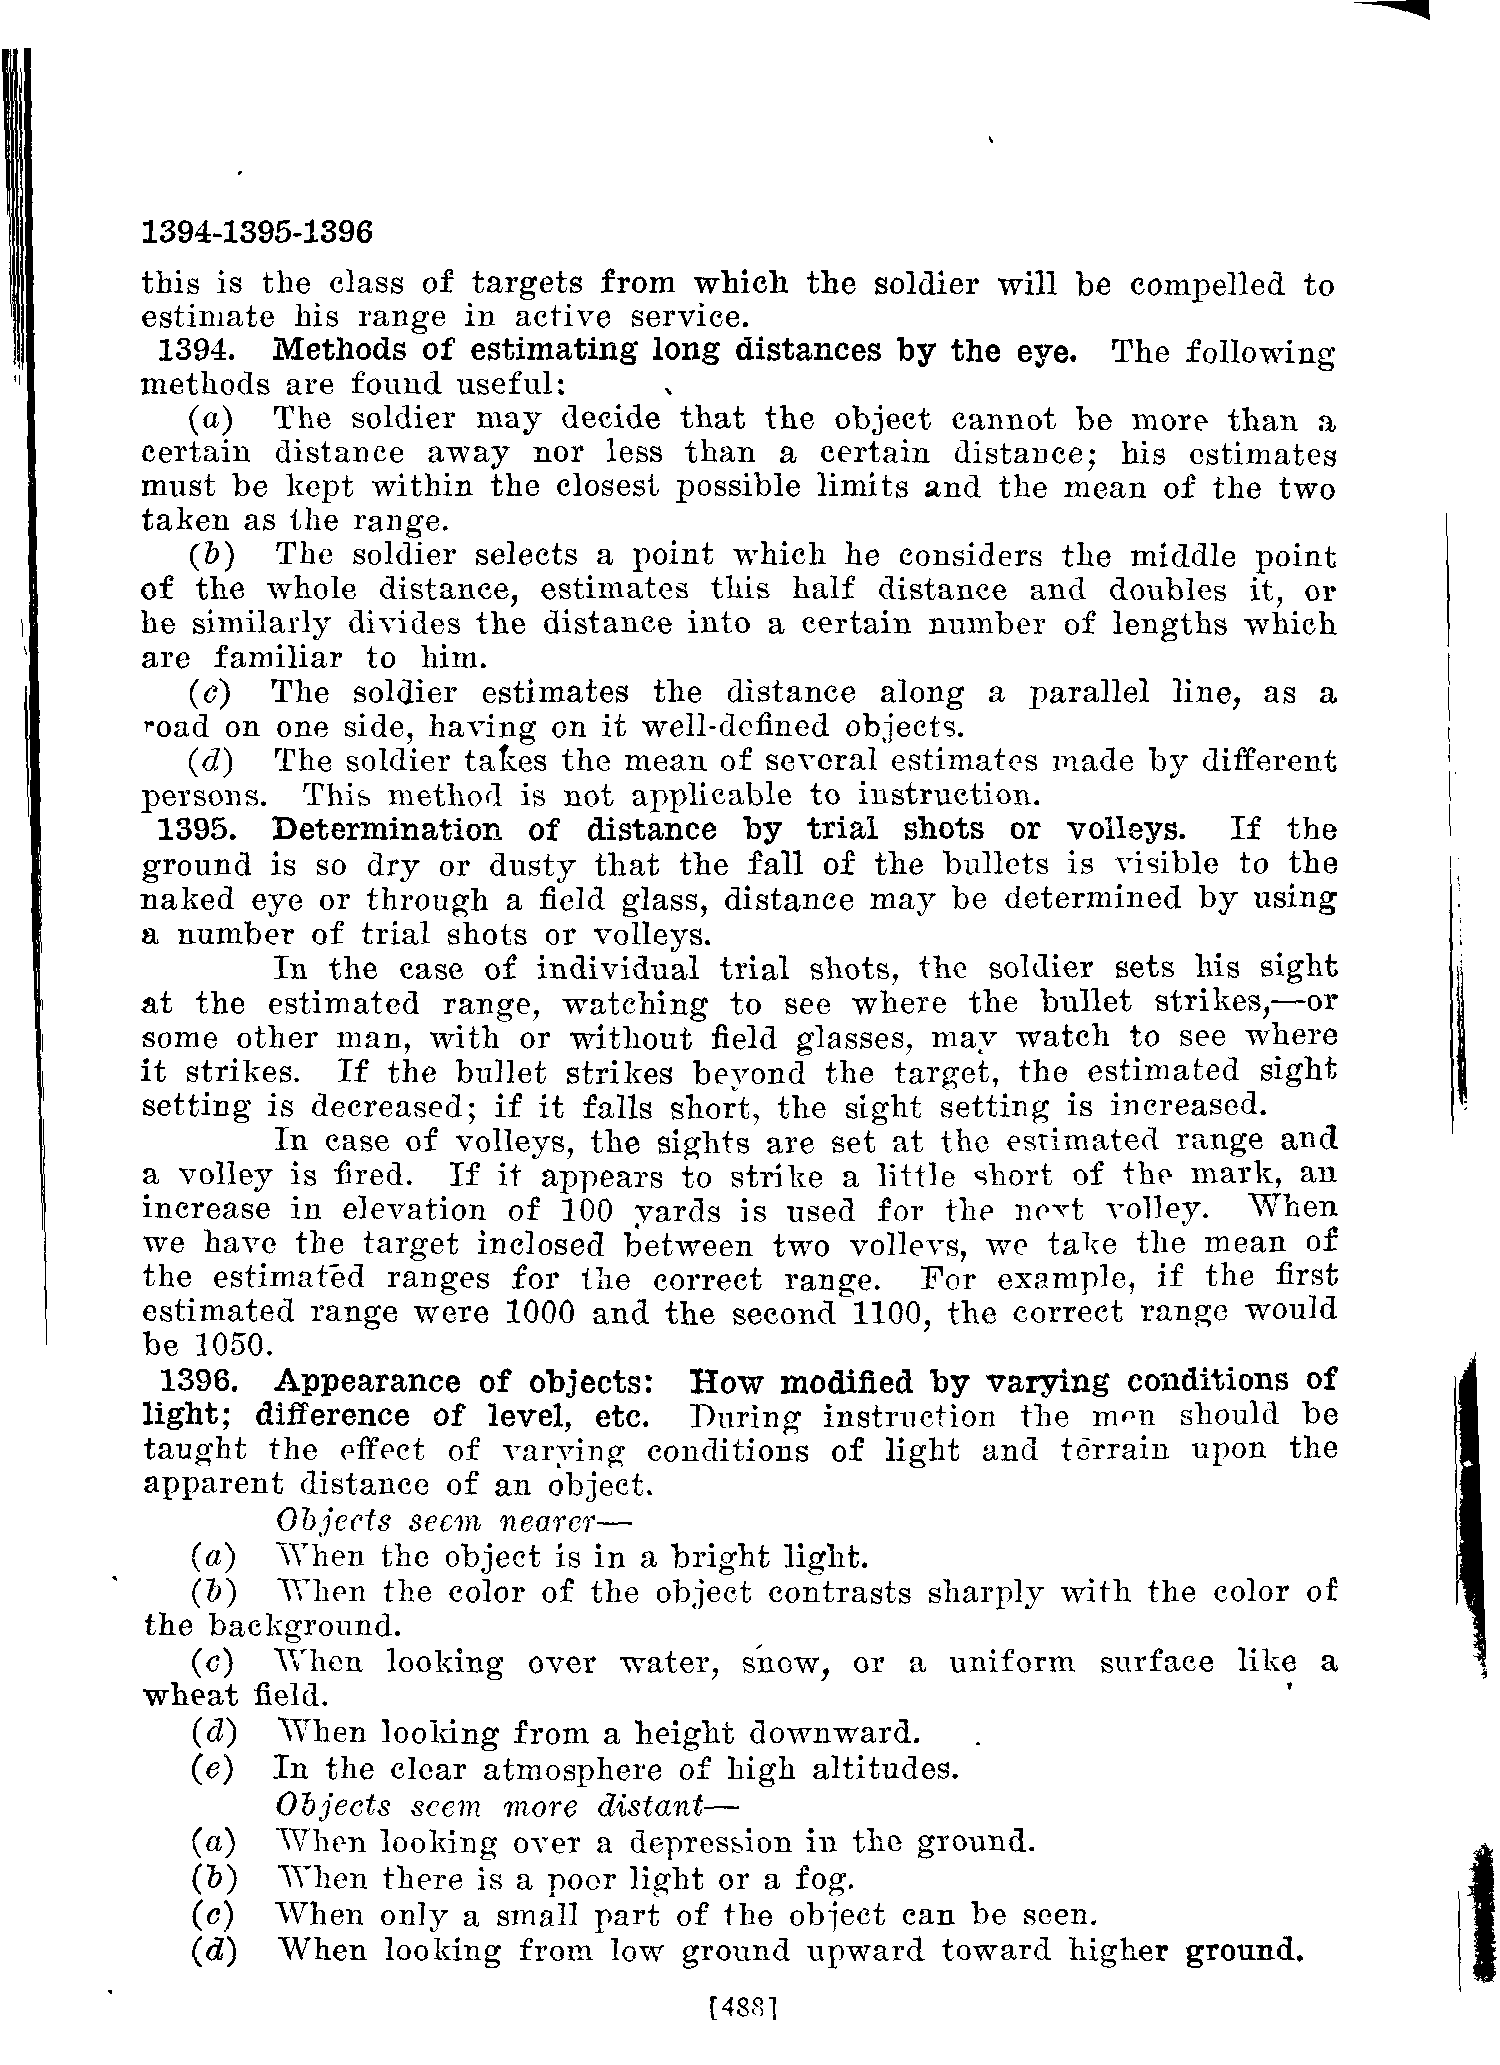 1394-1395-1396
this is the class of targets from which the soldier will be compelled to
estimate his range in active service.
1394. Methods of estimating long distances by the eye. The following
methods are found useful:
(a) The soldier may decide that the object cannot be more than a
certain distance away nor less than a certain distance; his estimates
must be kept within the closest possible limits and the mean of the two
taken as the range.
(b) The soldier selects a point which he considers the middle point
of the whole distance, estimates this half distance and doubles it, or
he similarly divides the distance into a certain number of lengths which
are familiar to him.
(c) The soldier estimates the distance along a parallel line, as a
road on one side, having on it well-defined objects.
(d) The soldier takes the mean of several estimates made by different
persons. This method is not applicable to instruction.
1395. Determination of distance by trial shots or volleys. If the
ground is so dry or dusty that the fall of the bullets is visible to the
naked eye or through a field glass, distance may be determined by using
a number of trial shots or volleys.
In the case of individual trial shots, the soldier sets his sight
at the estimated range, watching to see where the bullet strikes,—or
some other man, with or without field glasses, may watch to see where
it strikes. If the bullet strikes beyond the target, the estimated sight
setting is decreased; if it falls short, the sight setting is increased.
In case of volleys, the sights are set at the estimated range and
a volley is fired. If it appears to strike a little short of the mark, an
increase in elevation of 100 yards is used for the next volley. When
we have the target inclosed between two volleys, we take the mean of
the estimated ranges for the correct range. For example, if the first
estimated range were 1000 and the second 1100, the correct range would
be 1050.
1396. Appearance of objects: How modified by varying conditions of
light; difference of level, etc. During instruction the men should be
taught the effect of varying conditions of light and terrain upon the
apparent distance of an object.
Objects seem nearer—
(a) When the object is in a bright light.
(b) When the color of the object contrasts sharply with the color of
the background.
(c) When looking over water, snow, or a uniform surface like a
wheat field.
(d) When looking from a height downward.
(e) In the clear atmosphere of high altitudes.
Objects seem more distant—
(a) When looking over a depression in the ground.
(b) When there is a poor light or a fog.
(c) When only a small part of the object can be seen.
(d) When looking from low ground upward toward higher ground.
[488]